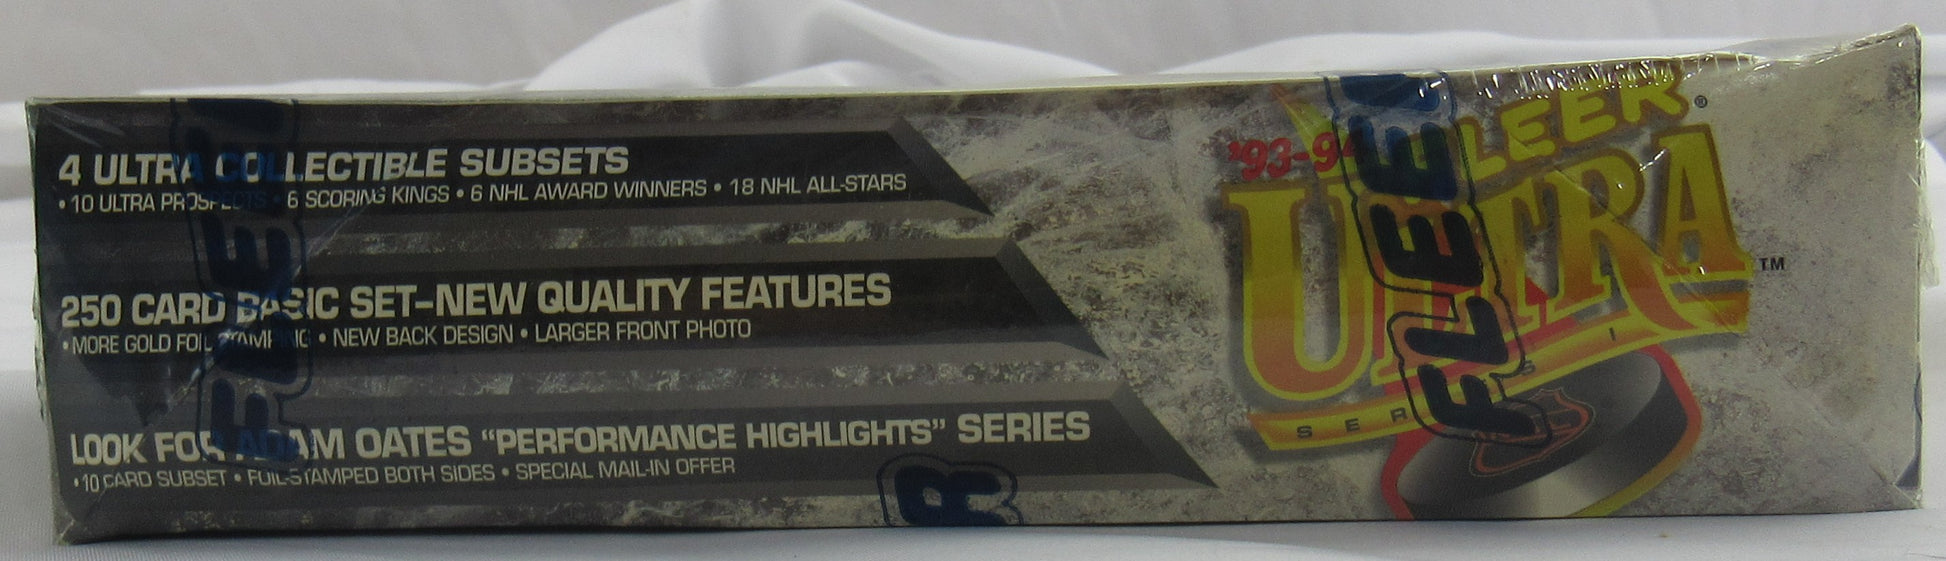 4 ULTRA COLLECTIBLE SUBSETS
• 10 ULTRA PROSPECTS • 6 SCORING KINGS • 6 NHL AWARD WINNERS • 18 NHL ALL-STARS
250 CARD BASIC SET–NEW QUALITY FEATURES
• MORE GOLD FOIL STAMPING • NEW BACK DESIGN • LARGER FRONT PHOTO
LOOK FOR ADAM OATES “PERFORMANCE HIGHLIGHTS” SERIES
• 10 CARD SUBSET • FOIL-STAMPED BOTH SIDES • SPECIAL MAIL-IN OFFER
'93-94
FLEER®
ULTRA™
SERIES I
FLEER
FLEER
R